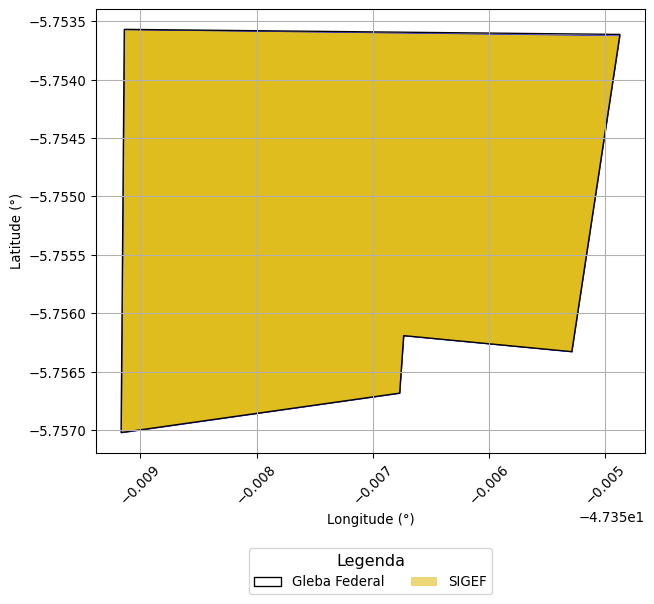 −5.7535
−5.7540
−5.7545
−5.7550
−5.7555
−5.7560
−5.7565
−5.7570
Latitude (°)
−0.009
−0.008
−0.007
−0.006
−0.005
−4.735e1
Longitude (°)
Legenda
Gleba Federal
SIGEF